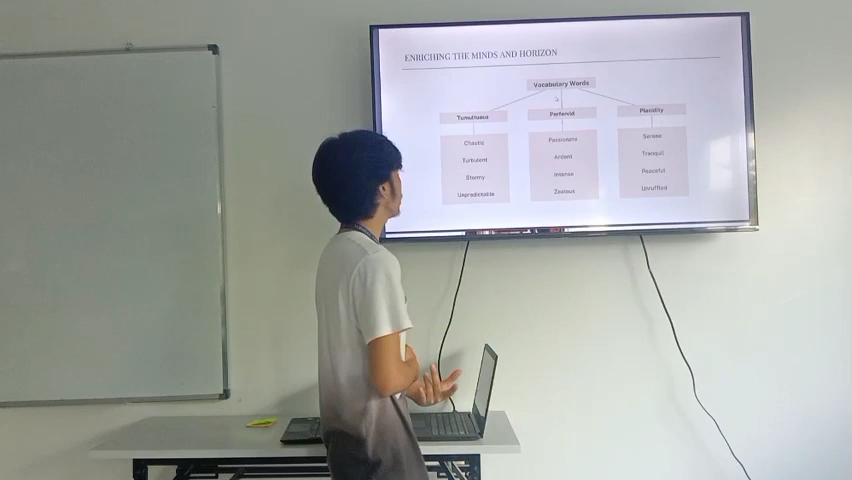 ENRICHING THE MINDS AND HORIZON
Vocabulary Words
Tumultuous
Perfervid
Placidity
Chaotic
Turbulent
Stormy
Unpredictable
Passionate
Ardent
Intense
Zealous
Serene
Tranquil
Peaceful
Unruffled